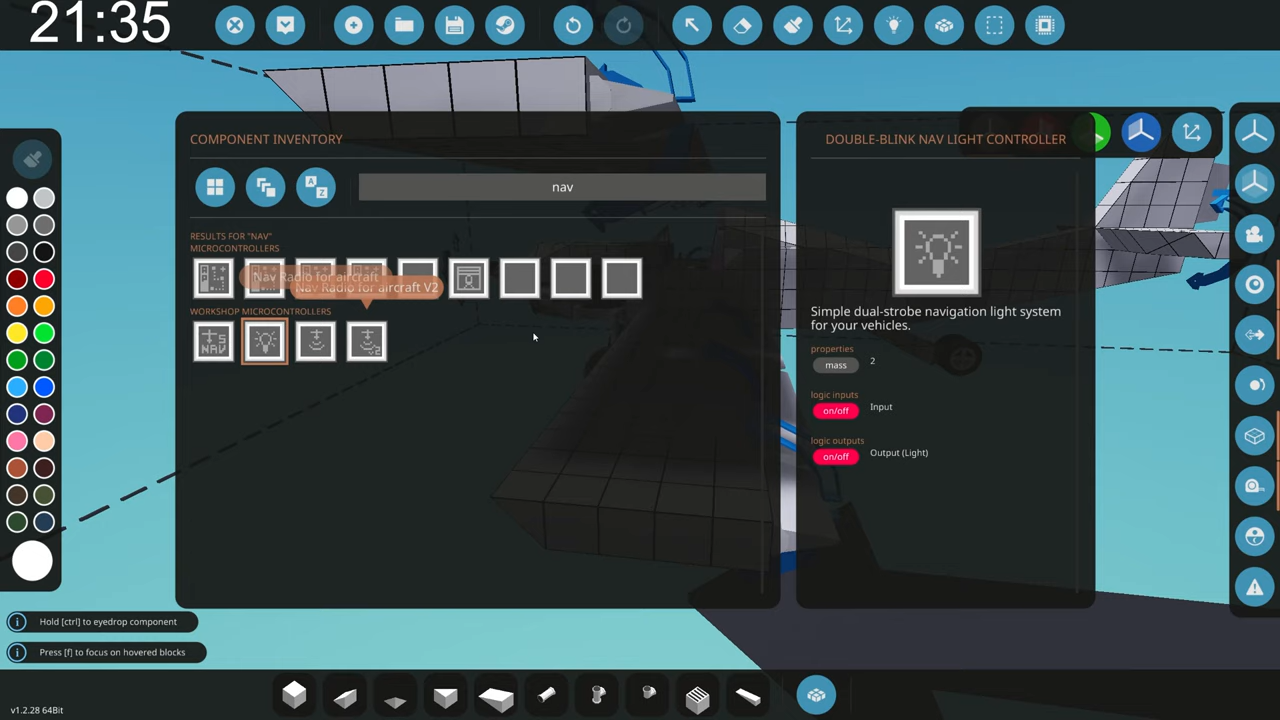 21:35
COMPONENT INVENTORY
nav
RESULTS FOR "NAV"
MICROCONTROLLERS
Nav Radio for aircraft
Nav Radio for aircraft V2
WORKSHOP MICROCONTROLLERS
DOUBLE-BLINK NAV LIGHT CONTROLLER
Simple dual-strobe navigation light system
for your vehicles.
properties
mass 2
logic inputs
on/off Input
logic outputs
on/off Output (Light)
Hold [ctrl] to eyedrop component
Press [f] to focus on hovered blocks
v1.2.28 64Bit